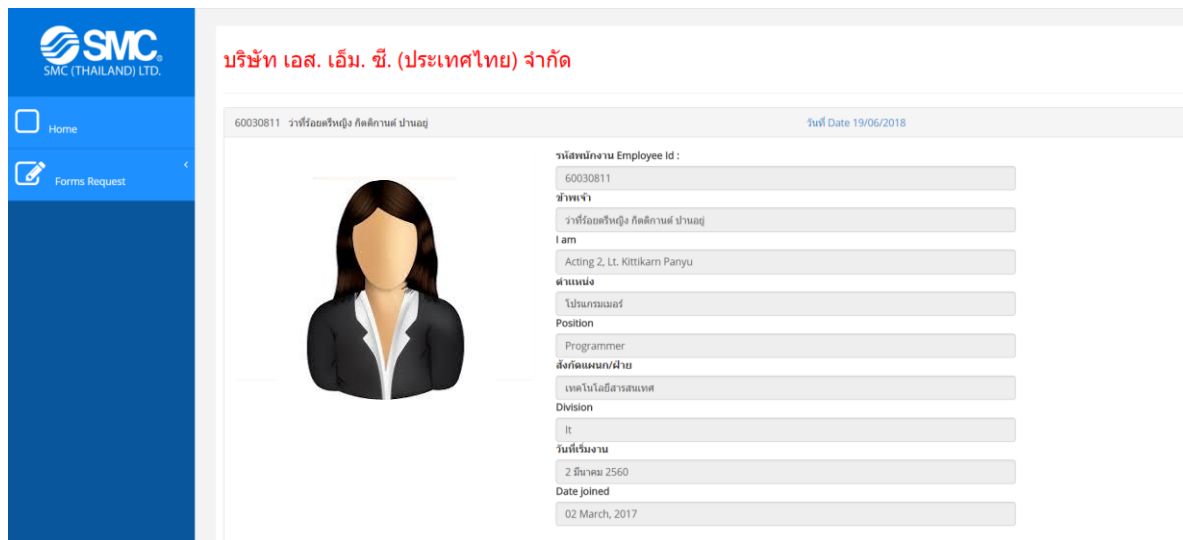 SMC
SMC (THAILAND) LTD.
Home
Forms Request
บริษัท เอส. เอ็ม. ซี. (ประเทศไทย) จำกัด
60030811 ว่าที่ร้อยตรีหญิง กิตติกานต์ ปานอยู่
วันที่ Date 19/06/2018
รหัสพนักงาน Employee Id :
60030811
ข้าพเจ้า
ว่าที่ร้อยตรีหญิง กิตติกานต์ ปานอยู่
I am
Acting 2, Lt. Kittikarn Panyu
ตำแหน่ง
โปรแกรมเมอร์
Position
Programmer
สังกัดแผนก/ฝ่าย
เทคโนโลยีสารสนเทศ
Division
It
วันที่เริ่มงาน
2 มีนาคม 2560
Date joined
02 March, 2017